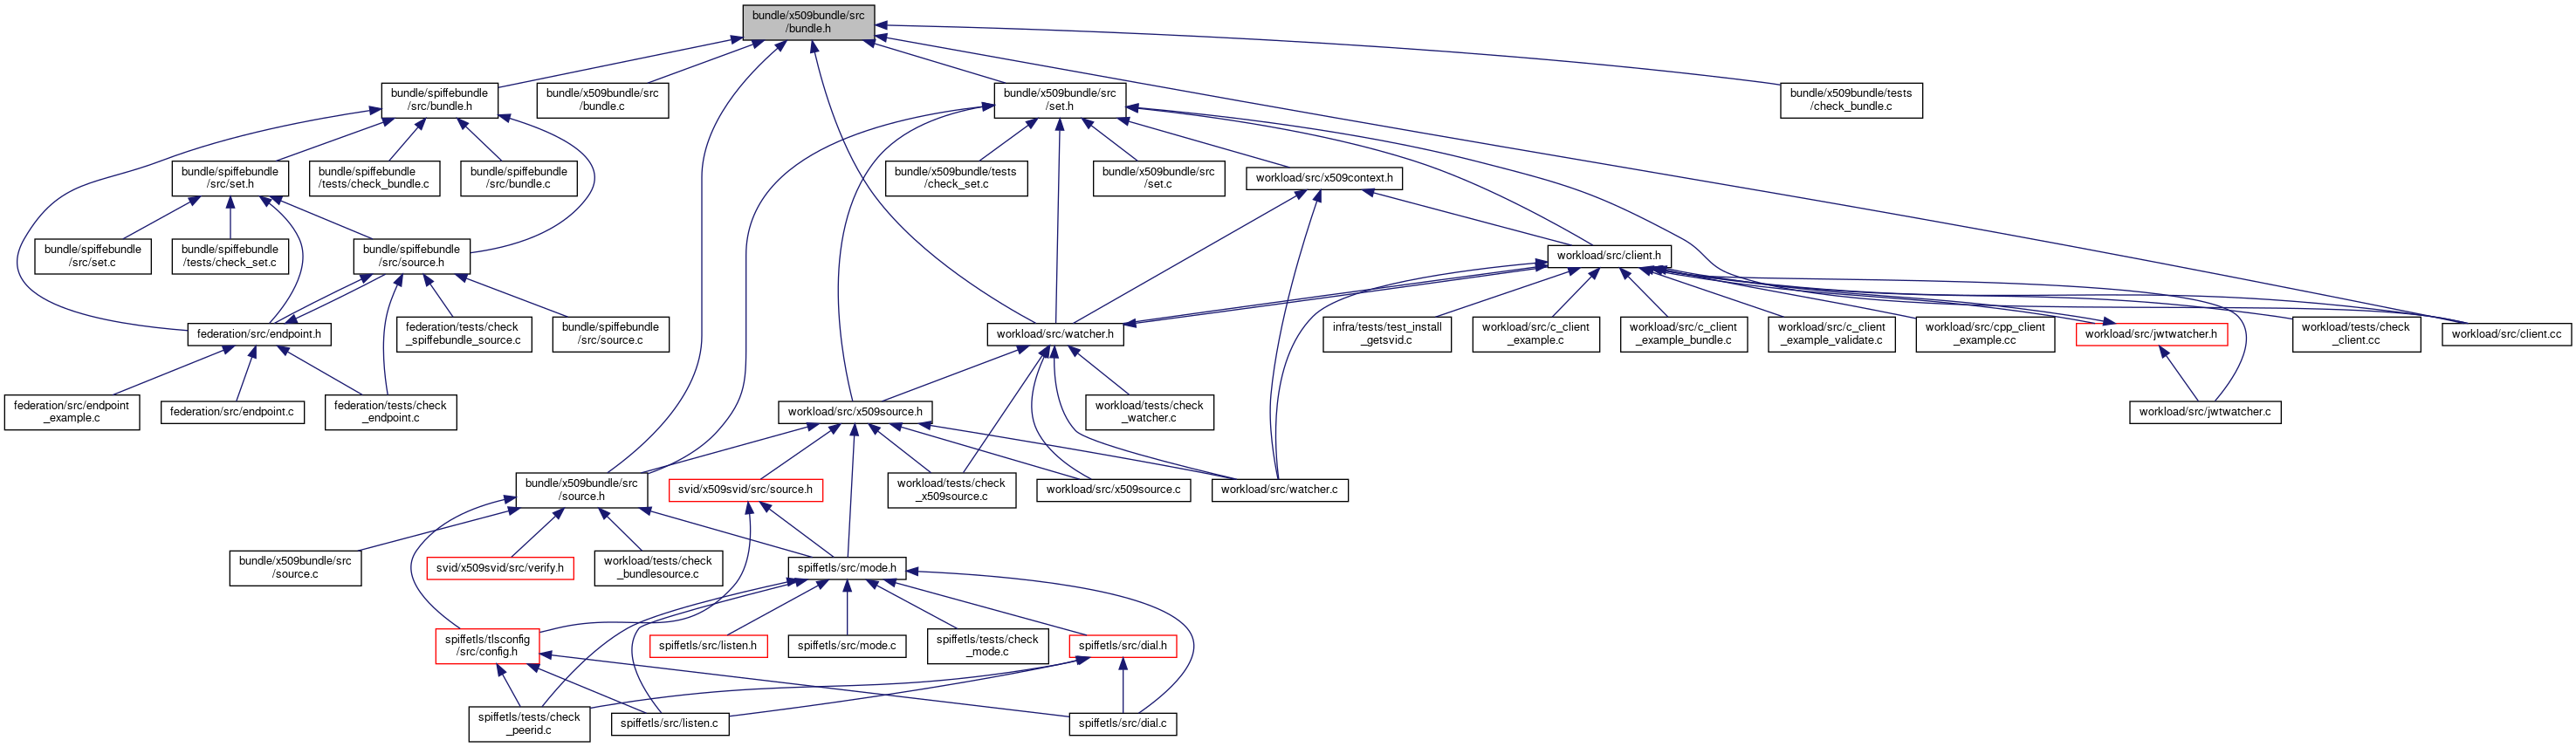 bundle/x509bundle/src
/bundle.h
bundle/spiffebundle
/src/bundle.h
bundle/x509bundle/src
/bundle.c
bundle/x509bundle/src
/set.h
bundle/x509bundle/tests
/check_bundle.c
bundle/spiffebundle
/src/set.h
bundle/spiffebundle
/tests/check_bundle.c
bundle/spiffebundle
/src/bundle.c
bundle/x509bundle/tests
/check_set.c
bundle/x509bundle/src
/set.c
workload/src/x509context.h
bundle/spiffebundle
/src/set.c
bundle/spiffebundle
/tests/check_set.c
bundle/spiffebundle
/src/source.h
workload/src/client.h
federation/src/endpoint.h
federation/tests/check
_spiffebundle_source.c
bundle/spiffebundle
/src/source.c
workload/src/watcher.h
infra/tests/test_install
_getsvid.c
workload/src/c_client
_example.c
workload/src/c_client
_example_bundle.c
workload/src/c_client
_example_validate.c
workload/src/cpp_client
_example.cc
workload/src/jwtwatcher.h
workload/tests/check
_client.cc
workload/src/client.cc
federation/src/endpoint
_example.c
federation/src/endpoint.c
federation/tests/check
_endpoint.c
workload/src/x509source.h
workload/tests/check
_watcher.c
workload/src/jwtwatcher.c
bundle/x509bundle/src
/source.h
svid/x509svid/src/source.h
workload/tests/check
_x509source.c
workload/src/x509source.c
workload/src/watcher.c
bundle/x509bundle/src
/source.c
svid/x509svid/src/verify.h
workload/tests/check
_bundlesource.c
spiffetls/src/mode.h
spiffetls/tlsconfig
/src/config.h
spiffetls/src/listen.h
spiffetls/src/mode.c
spiffetls/tests/check
_mode.c
spiffetls/src/dial.h
spiffetls/tests/check
_peerid.c
spiffetls/src/listen.c
spiffetls/src/dial.c